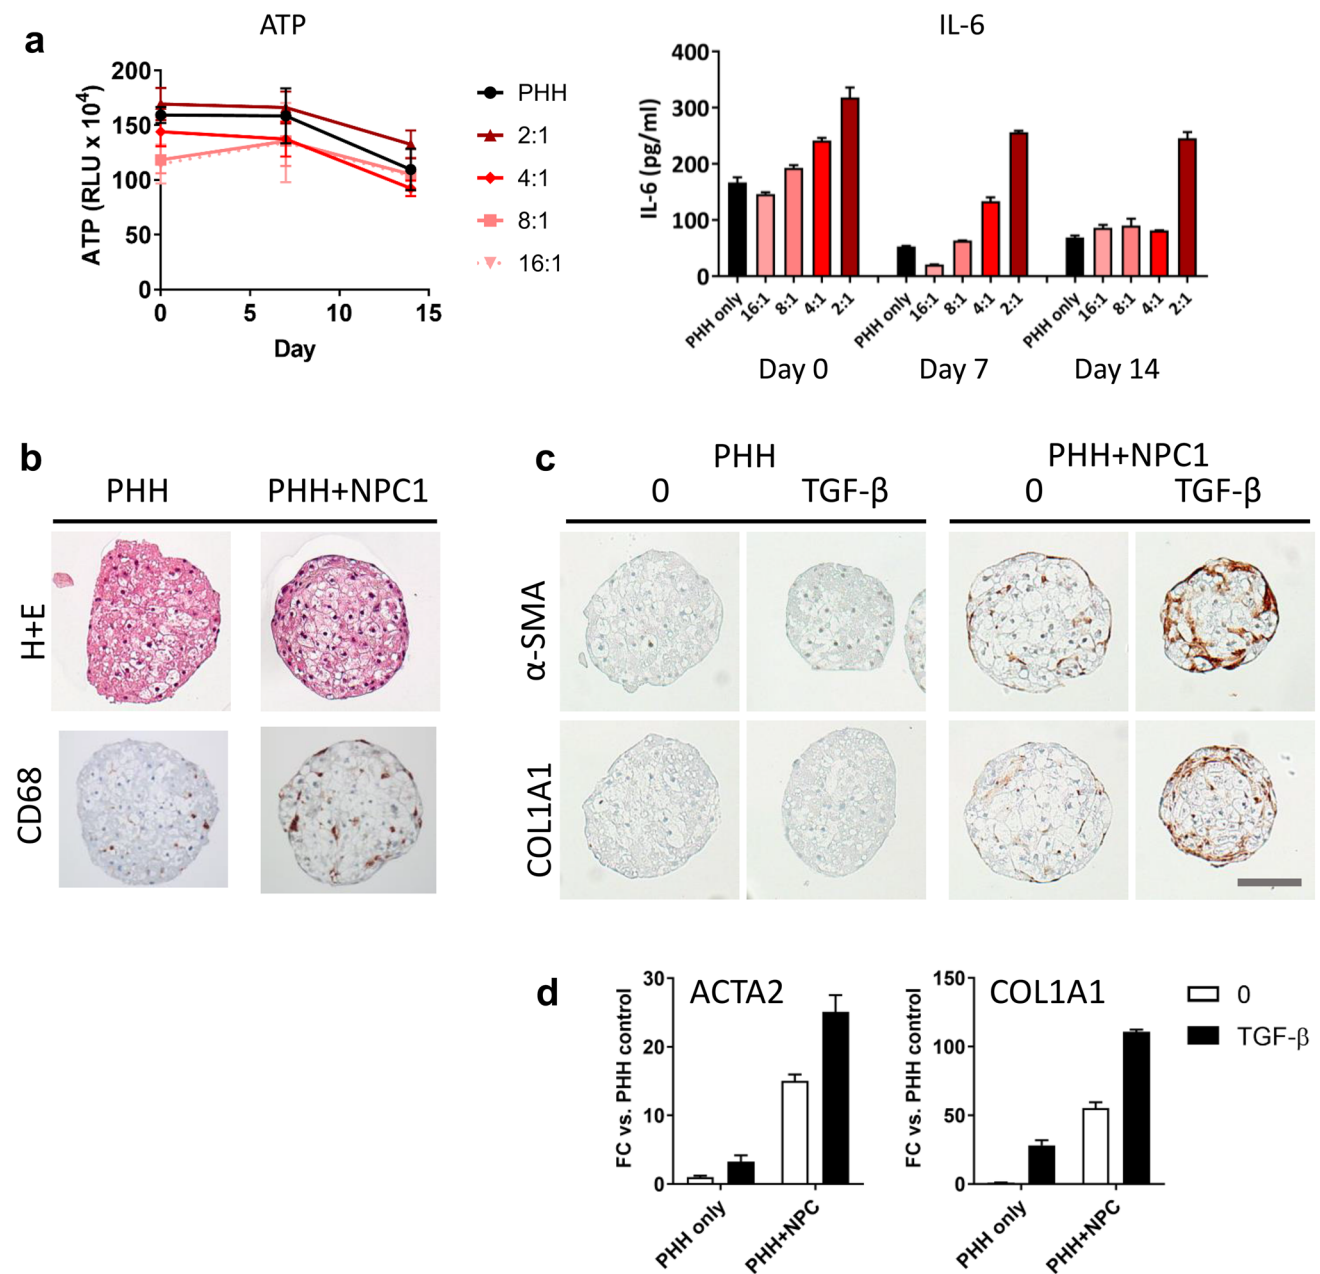 a
ATP
ATP (RLU x 10⁴)
200
150
100
50
0
0 5 10 15
Day
PHH
2:1
4:1
8:1
16:1
IL-6
IL-6 (pg/ml)
400
300
200
100
0
PHH only 16:1 8:1 4:1 2:1 PHH only 16:1 8:1 4:1 2:1 PHH only 16:1 8:1 4:1 2:1
Day 0 Day 7 Day 14
b
PHH PHH+NPC1
H+E
CD68
c
PHH PHH+NPC1
0 TGF-β 0 TGF-β
α-SMA
COL1A1
d
ACTA2
FC vs. PHH control
30
20
10
0
PHH only PHH+NPC
COL1A1
FC vs. PHH control
150
100
50
0
PHH only PHH+NPC
0
TGF-β